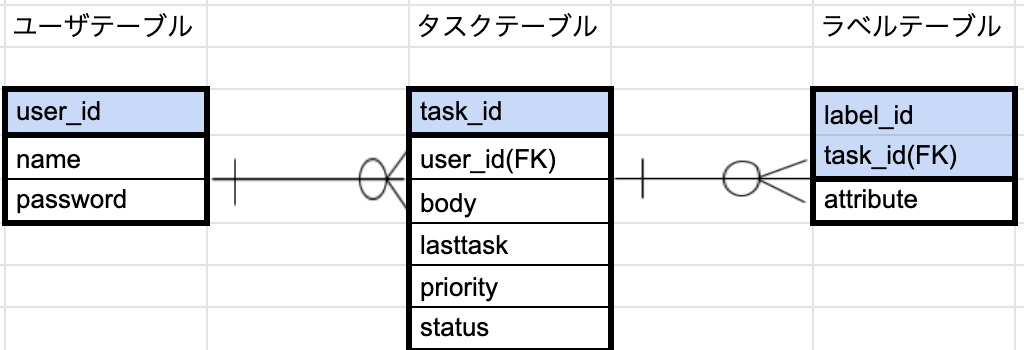 ユーザテーブル
user_id
name
password
タスクテーブル
task_id
user_id(FK)
body
lasttask
priority
status
ラベルテーブル
label_id
task_id(FK)
attribute